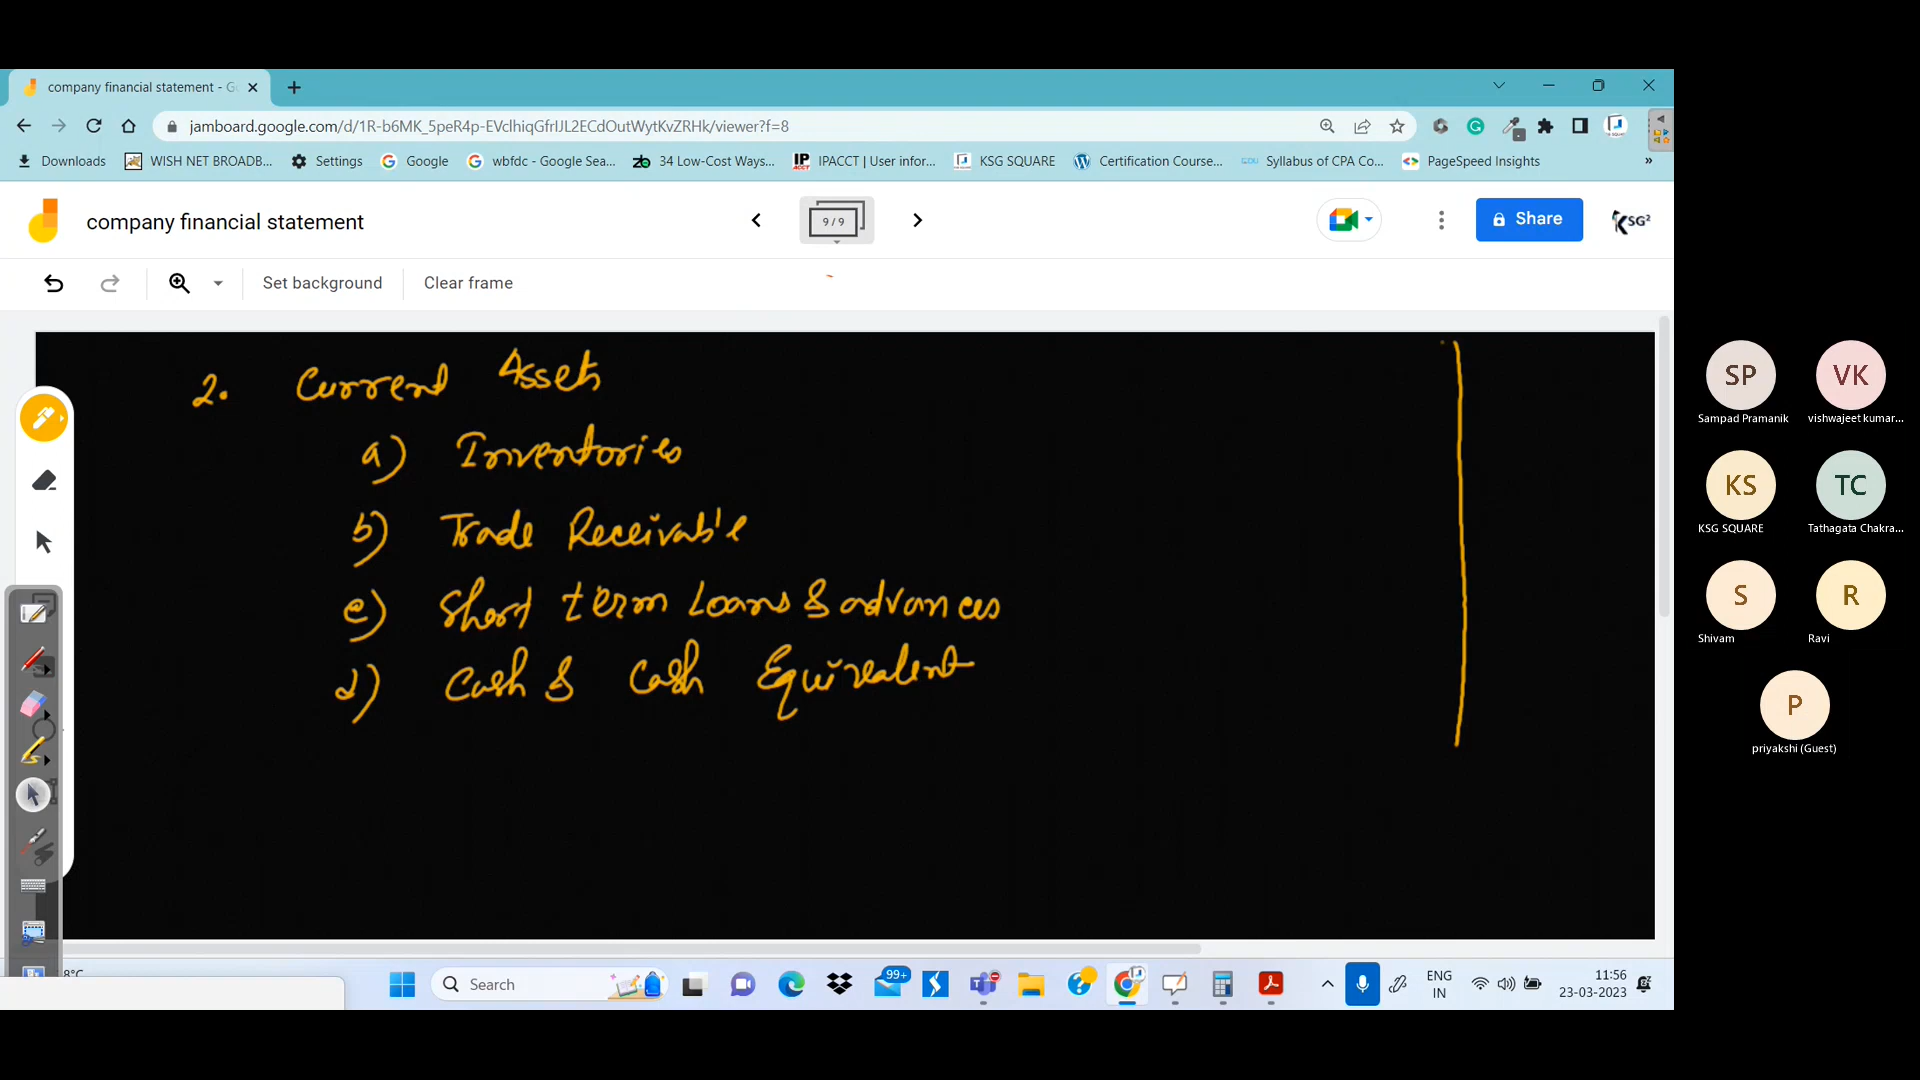 company financial statement - G
jamboard.google.com/d/1R-b6MK_5peR4p-EVclhiqGfrIJL2ECdOutWytKvZRHk/viewer?f=8
Downloads WISH NET BROADB... Settings Google wbfdc - Google Sea... 34 Low-Cost Ways... IPACCT | User infor... KSG SQUARE Certification Course... Syllabus of CPA Co... PageSpeed Insights »
company financial statement 9 / 9 Share KSG²
Set background Clear frame
2. Current Assets
a) Inventories
b) Trade Receivable
c) Short term Loans & advances
d) Cash & Cash Equivalent
SP VK
Sampad Pramanik vishwajeet kumar...
KS TC
KSG SQUARE Tathagata Chakra...
S R
Shivam Ravi
P
priyakshi (Guest)
8°C
Search 99+ ENG 11:56
IN 23-03-2023